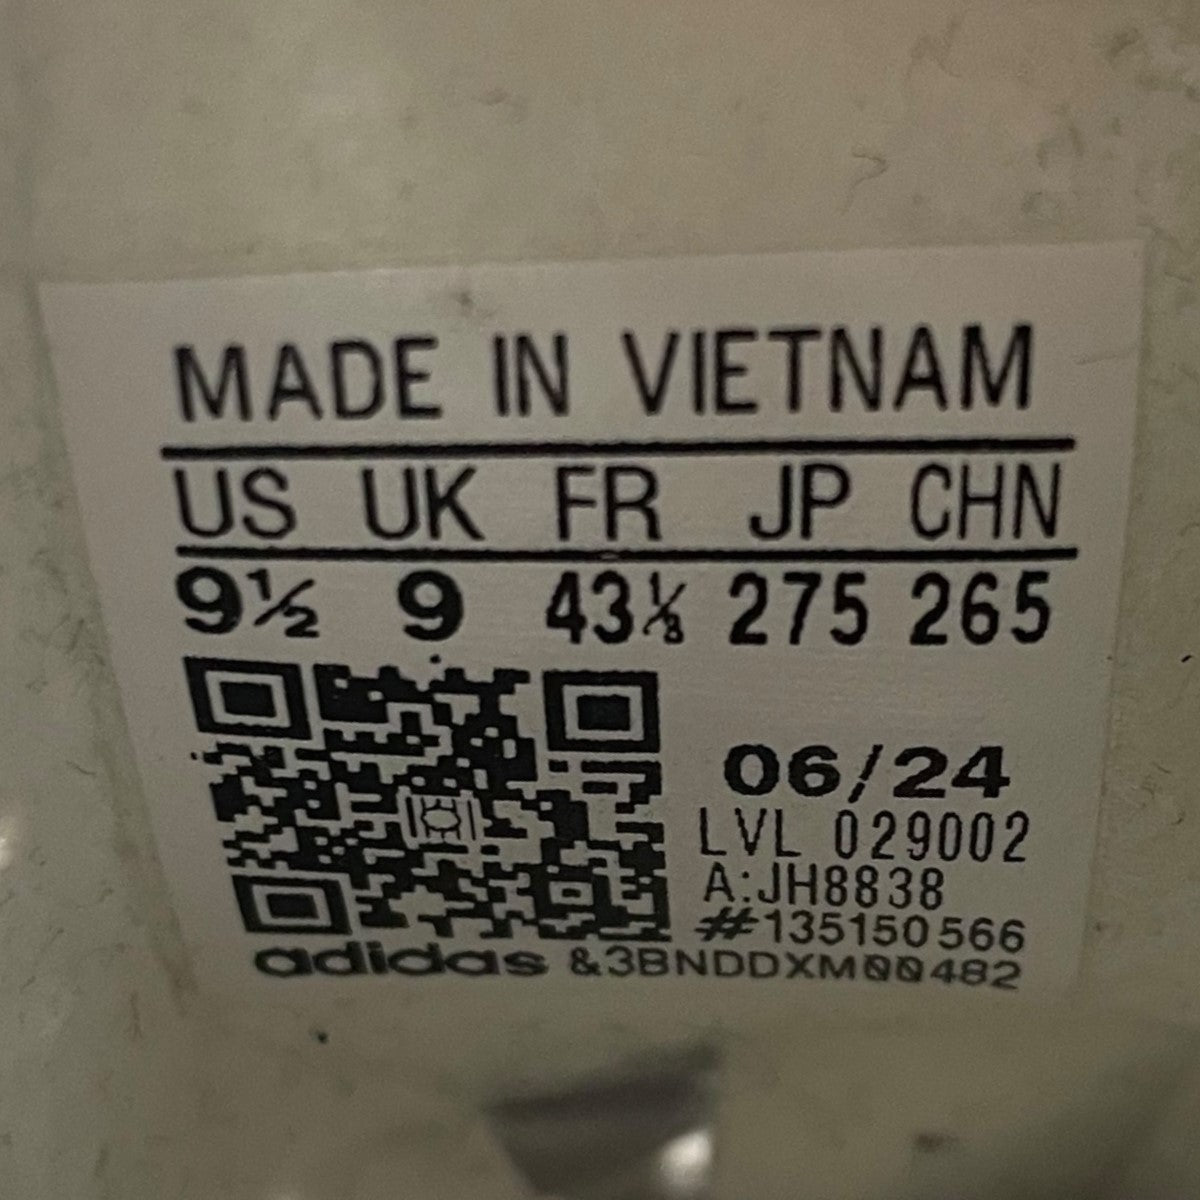 MADE IN VIETNAM
US UK FR JP CHN
9½ 9 43⅓ 275 265
06/24
LVL 029002
A:JH8838
#135150566
adidas &3BNDDXM00482